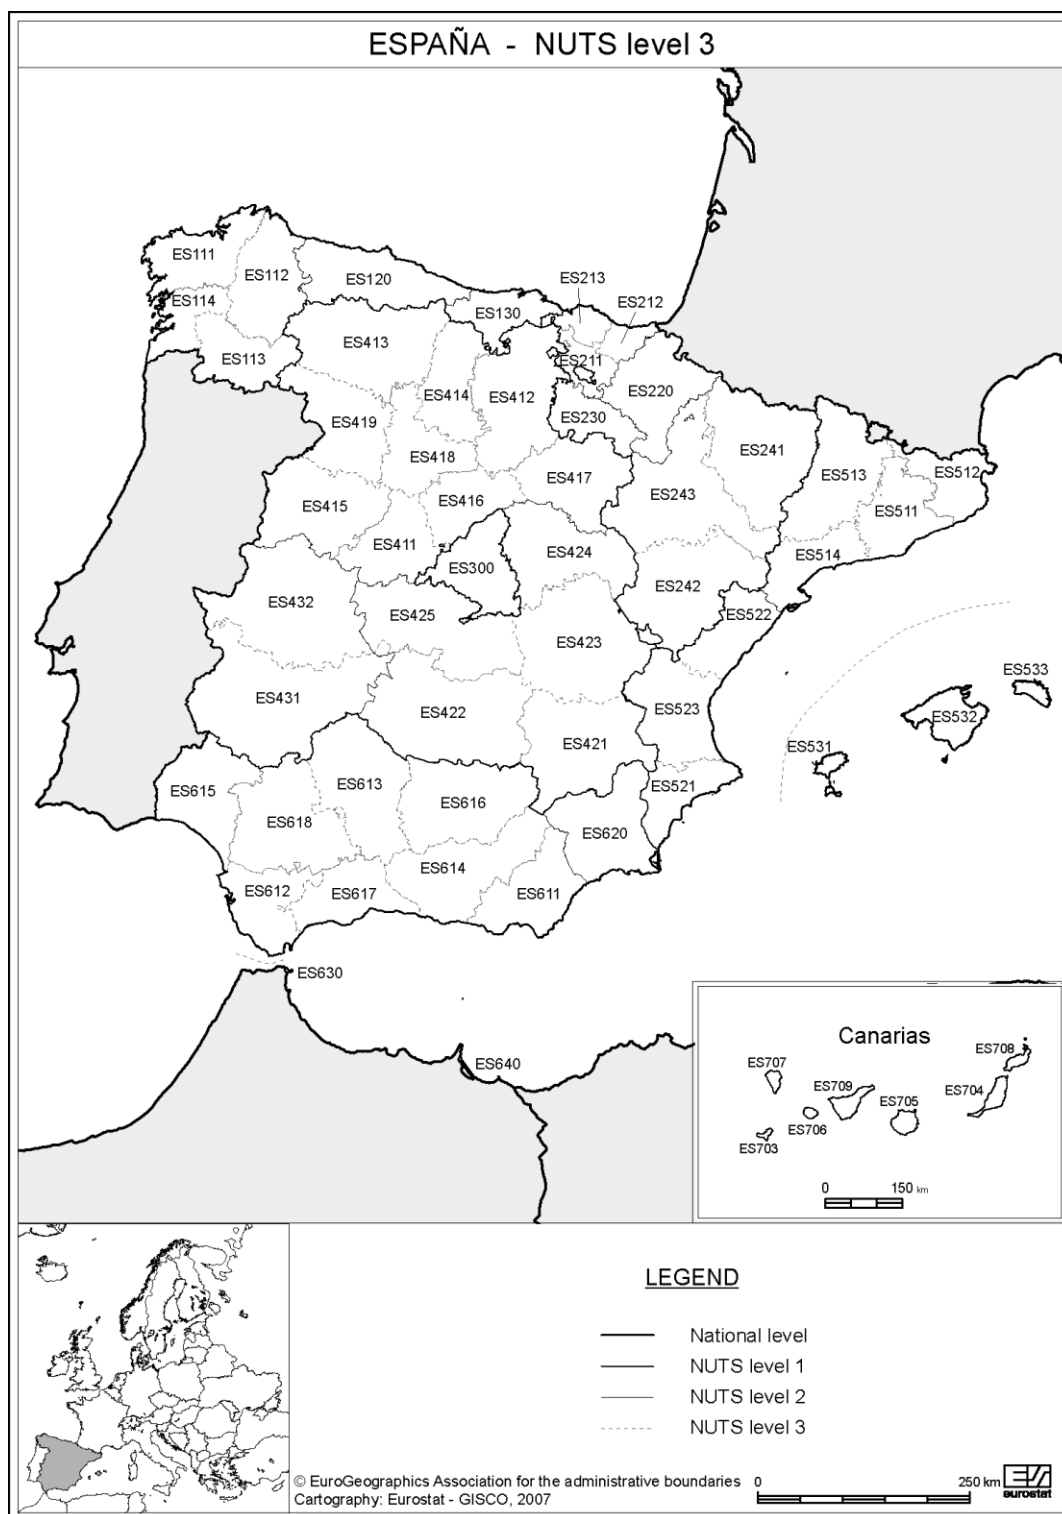 ESPAÑA - NUTS level 3
ES111
ES112
ES120
ES213
ES212
ES114
ES130
ES413
ES113
ES211
ES220
ES414
ES412
ES230
ES419
ES241
ES418
ES417
ES513
ES512
ES415
ES416
ES243
ES511
ES411
ES424
ES514
ES300
ES242
ES432
ES425
ES522
ES423
ES533
ES431
ES422
ES523
ES532
ES421
ES531
ES615
ES613
ES616
ES521
ES618
ES620
ES614
ES612
ES617
ES611
ES630
ES640
Canarias
ES708
ES707
ES709
ES704
ES705
ES706
ES703
0 150 km
LEGEND
National level
NUTS level 1
NUTS level 2
NUTS level 3
© EuroGeographics Association for the administrative boundaries
Cartography: Eurostat - GISCO, 2007
0 250 km
eurostat